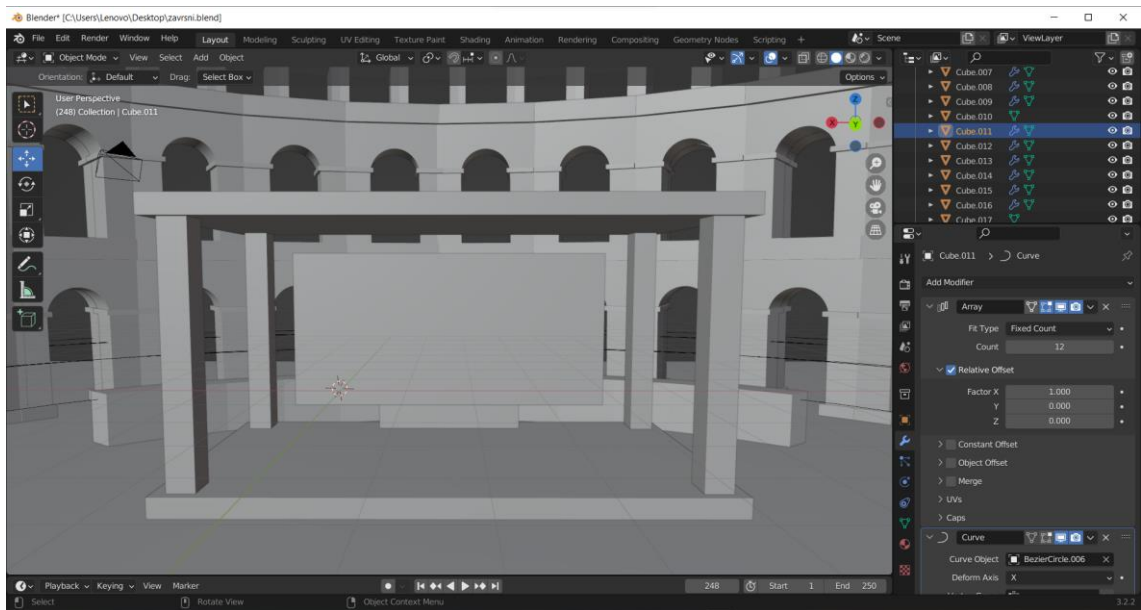 Blender* [C:\Users\Lenovo\Desktop\zavrsni.blend]
File Edit Render Window Help Layout Modeling Sculpting UV Editing Texture Paint Shading Animation Rendering Compositing Geometry Nodes Scripting + Scene ViewLayer
Object Mode View Select Add Object Global
Orientation: Default Drag: Select Box Options
User Perspective
(248) Collection | Cube.011
Z
X
Y
Cube.007
Cube.008
Cube.009
Cube.010
Cube.011
Cube.012
Cube.013
Cube.014
Cube.015
Cube.016
Cube.017
Cube.011 > Curve
Add Modifier
Array
Fit Type Fixed Count
Count 12
Relative Offset
Factor X 1.000
Y 0.000
Z 0.000
Constant Offset
Object Offset
Merge
UVs
Caps
Curve
Curve Object BezierCircle.006
Deform Axis X
Playback Keying View Marker 248 Start 1 End 250
Select Rotate View Object Context Menu 3.2.2